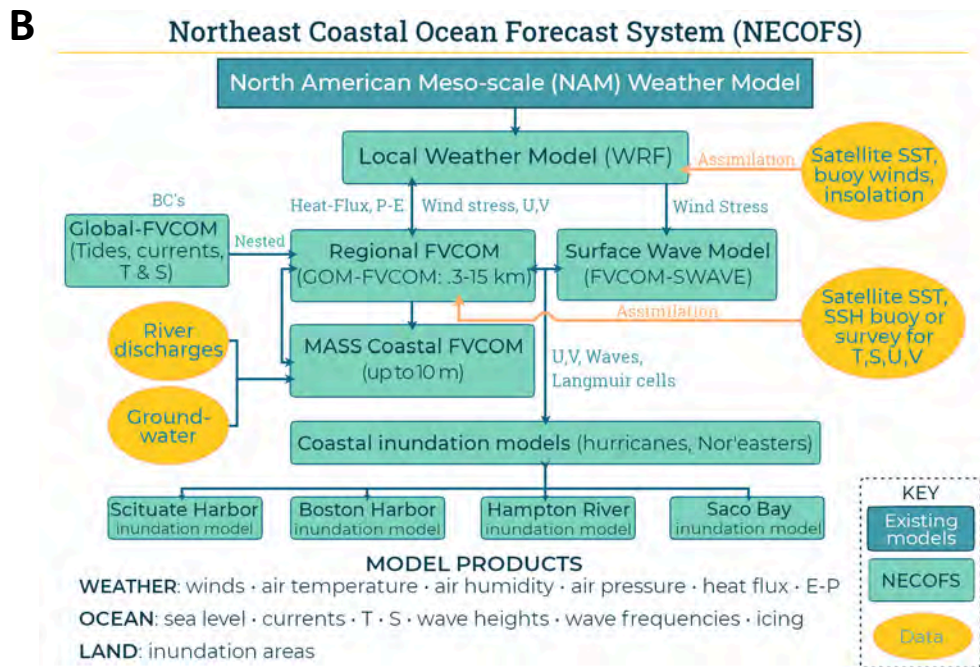 B
Northeast Coastal Ocean Forecast System (NECOFS)
North American Meso-scale (NAM) Weather Model
Local Weather Model (WRF)
Assimilation
Satellite SST,
buoy winds,
insolation
BC's
Heat-Flux, P-E
Wind stress, U,V
Wind Stress
Global-FVCOM
(Tides, currents,
T & S)
Nested
Regional FVCOM
(GOM-FVCOM: .3-15 km)
Surface Wave Model
(FVCOM-SWAVE)
Assimilation
Satellite SST,
SSH buoy or
survey for
T,S,U,V
River
discharges
MASS Coastal FVCOM
(up to 10 m)
U,V, Waves,
Langmuir cells
Ground-
water
Coastal inundation models (hurricanes, Nor'easters)
Scituate Harbor
inundation model
Boston Harbor
inundation model
Hampton River
inundation model
Saco Bay
inundation model
KEY
Existing
models
NECOFS
Data
MODEL PRODUCTS
WEATHER: winds · air temperature · air humidity · air pressure · heat flux · E-P
OCEAN: sea level · currents · T · S · wave heights · wave frequencies · icing
LAND: inundation areas